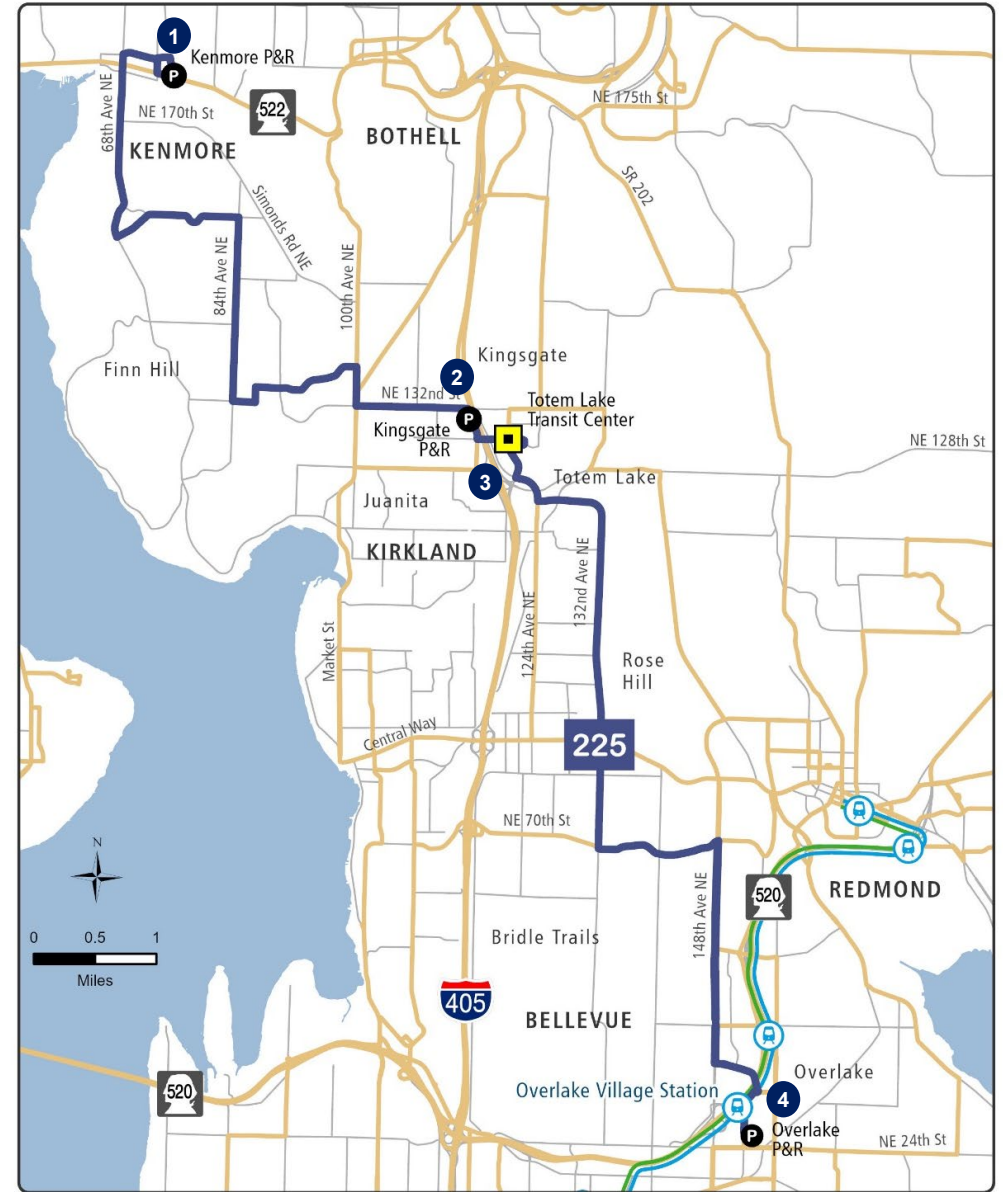 1
Kenmore P&R
P
68th Ave NE
NE 170th St
522
NE 175th St
KENMORE
BOTHELL
SR 202
Simonds Rd NE
84th Ave NE
100th Ave NE
Finn Hill
Kingsgate
2
NE 132nd St
P
Kingsgate
P&R
Totem Lake
Transit Center
NE 128th St
3
Totem Lake
Juanita
KIRKLAND
132nd Ave NE
124th Ave NE
Market St
Rose
Hill
Central Way
225
NE 70th St
N
148th Ave NE
520
REDMOND
0 0.5 1
Miles
Bridle Trails
405
BELLEVUE
Overlake
520
Overlake Village Station
4
P
Overlake
P&R
NE 24th St